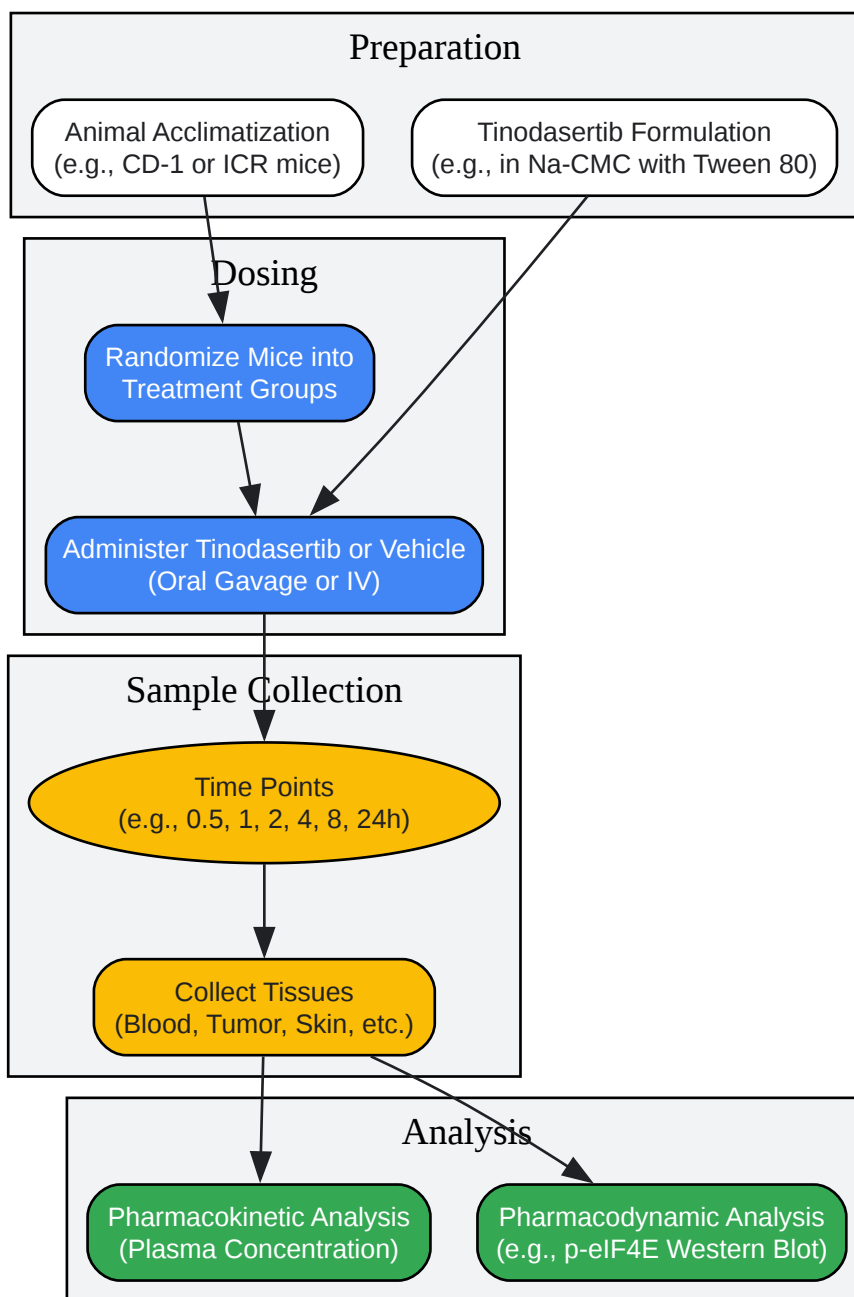 Preparation
Animal Acclimatization
(e.g., CD-1 or ICR mice)
Tinodasertib Formulation
(e.g., in Na-CMC with Tween 80)
Dosing
Randomize Mice into
Treatment Groups
Administer Tinodasertib or Vehicle
(Oral Gavage or IV)
Sample Collection
Time Points
(e.g., 0.5, 1, 2, 4, 8, 24h)
Collect Tissues
(Blood, Tumor, Skin, etc.)
Analysis
Pharmacokinetic Analysis
(Plasma Concentration)
Pharmacodynamic Analysis
(e.g., p-eIF4E Western Blot)